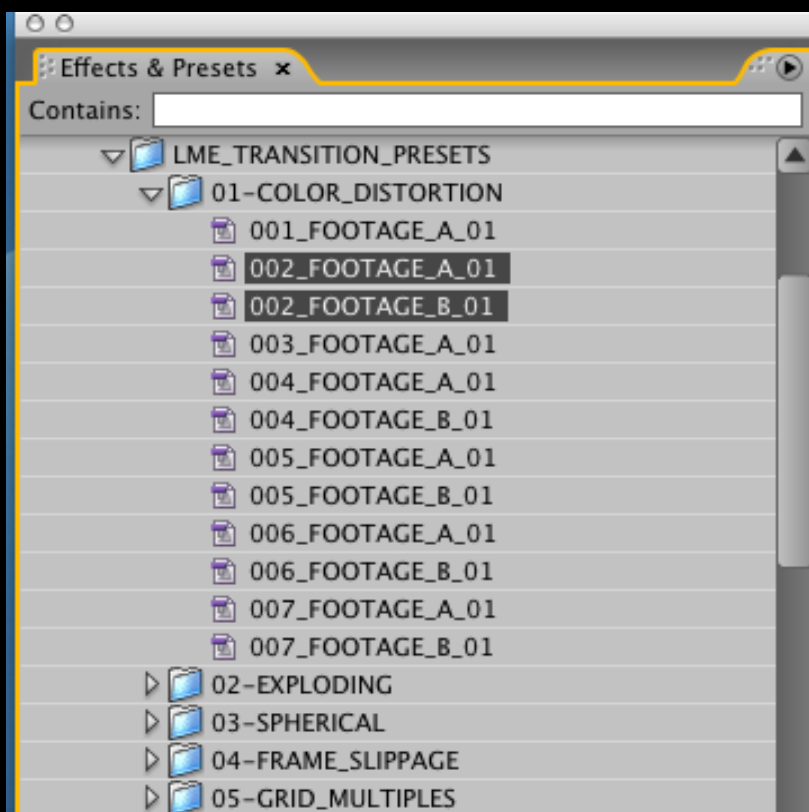 Effects & Presets x
Contains:
LME_TRANSITION_PRESETS
01-COLOR_DISTORTION
001_FOOTAGE_A_01
002_FOOTAGE_A_01
002_FOOTAGE_B_01
003_FOOTAGE_A_01
004_FOOTAGE_A_01
004_FOOTAGE_B_01
005_FOOTAGE_A_01
005_FOOTAGE_B_01
006_FOOTAGE_A_01
006_FOOTAGE_B_01
007_FOOTAGE_A_01
007_FOOTAGE_B_01
02-EXPLODING
03-SPHERICAL
04-FRAME_SLIPPAGE
05-GRID_MULTIPLES